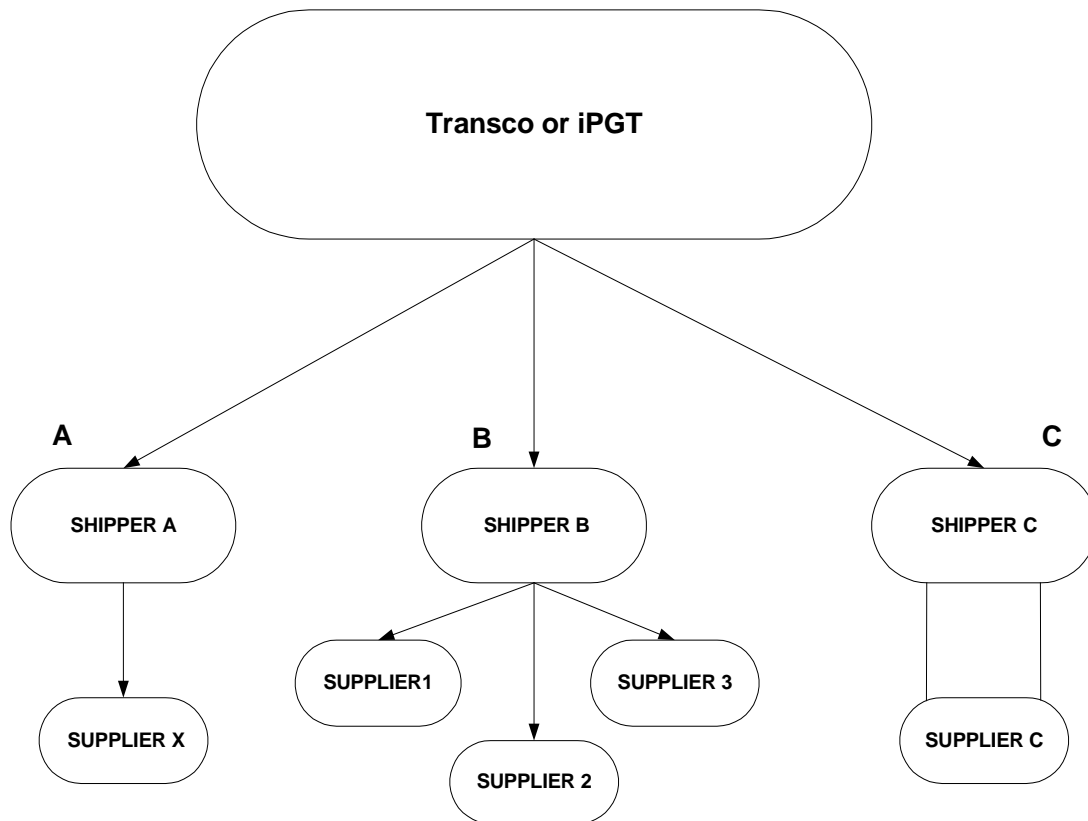 Transco or iPGT
A
B
C
SHIPPER A
SHIPPER B
SHIPPER C
SUPPLIER1
SUPPLIER 3
SUPPLIER X
SUPPLIER 2
SUPPLIER C